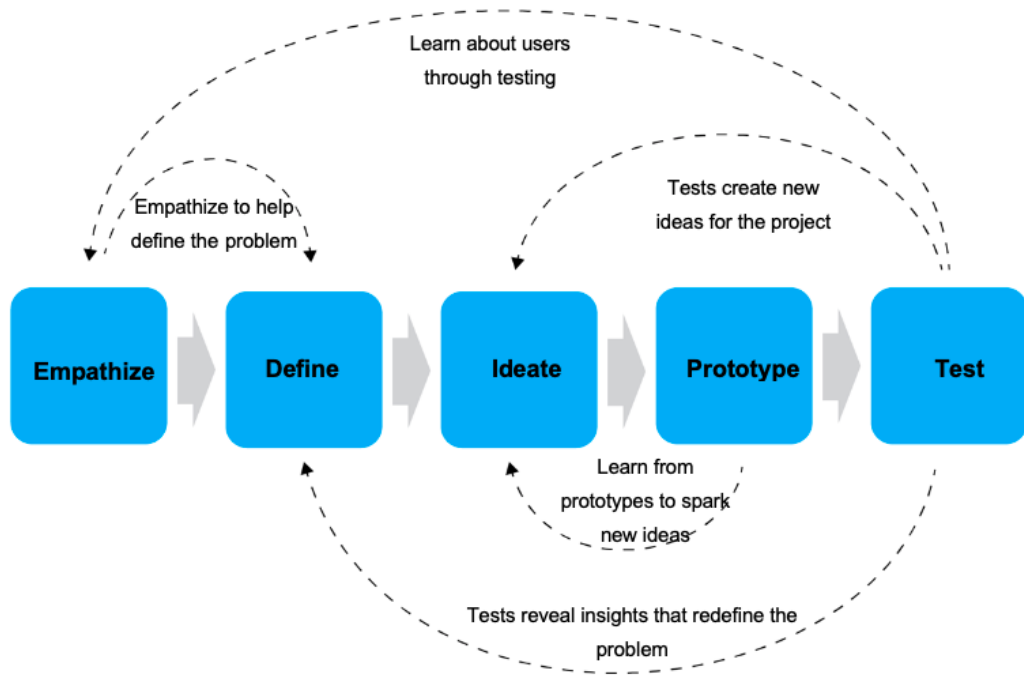 Learn about users
through testing
Tests create new
ideas for the project
Empathize to help
define the problem
Empathize
Define
Ideate
Prototype
Test
Learn from
prototypes to spark
new ideas
Tests reveal insights that redefine the
problem